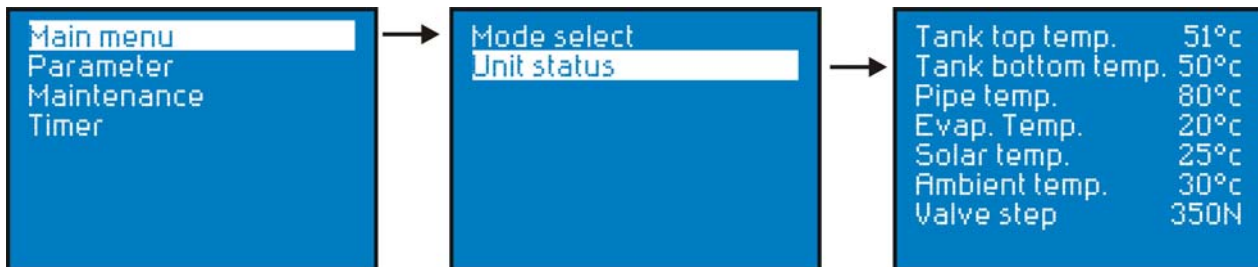 Main menu
Parameter
Maintenance
Timer
Mode select
Unit status
Tank top temp. 51°c
Tank bottom temp. 50°c
Pipe temp. 80°c
Evap. Temp. 20°c
Solar temp. 25°c
Ambient temp. 30°c
Valve step 350N